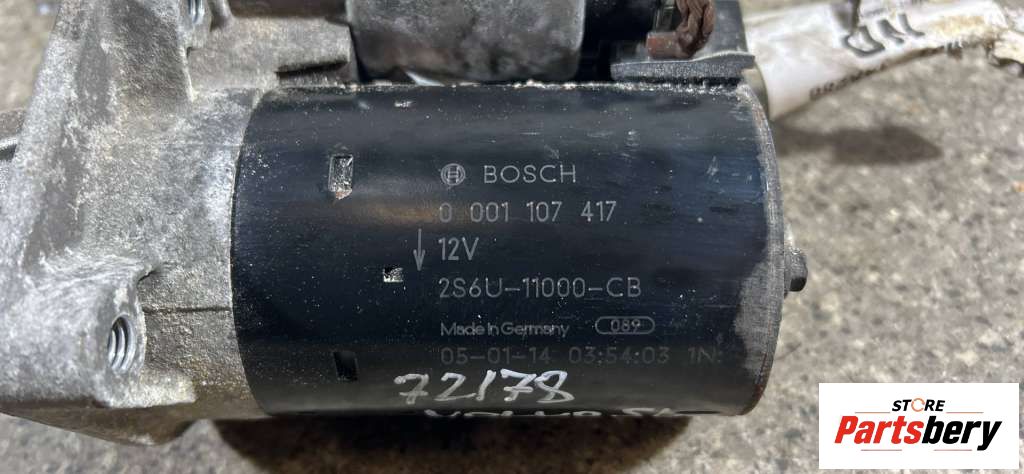 BOSCH
0 001 107 417
12V
2S6U-11000-CB
Made in Germany 089
05-01-14 03:54:03 1N
72178
STORE
Partsbery